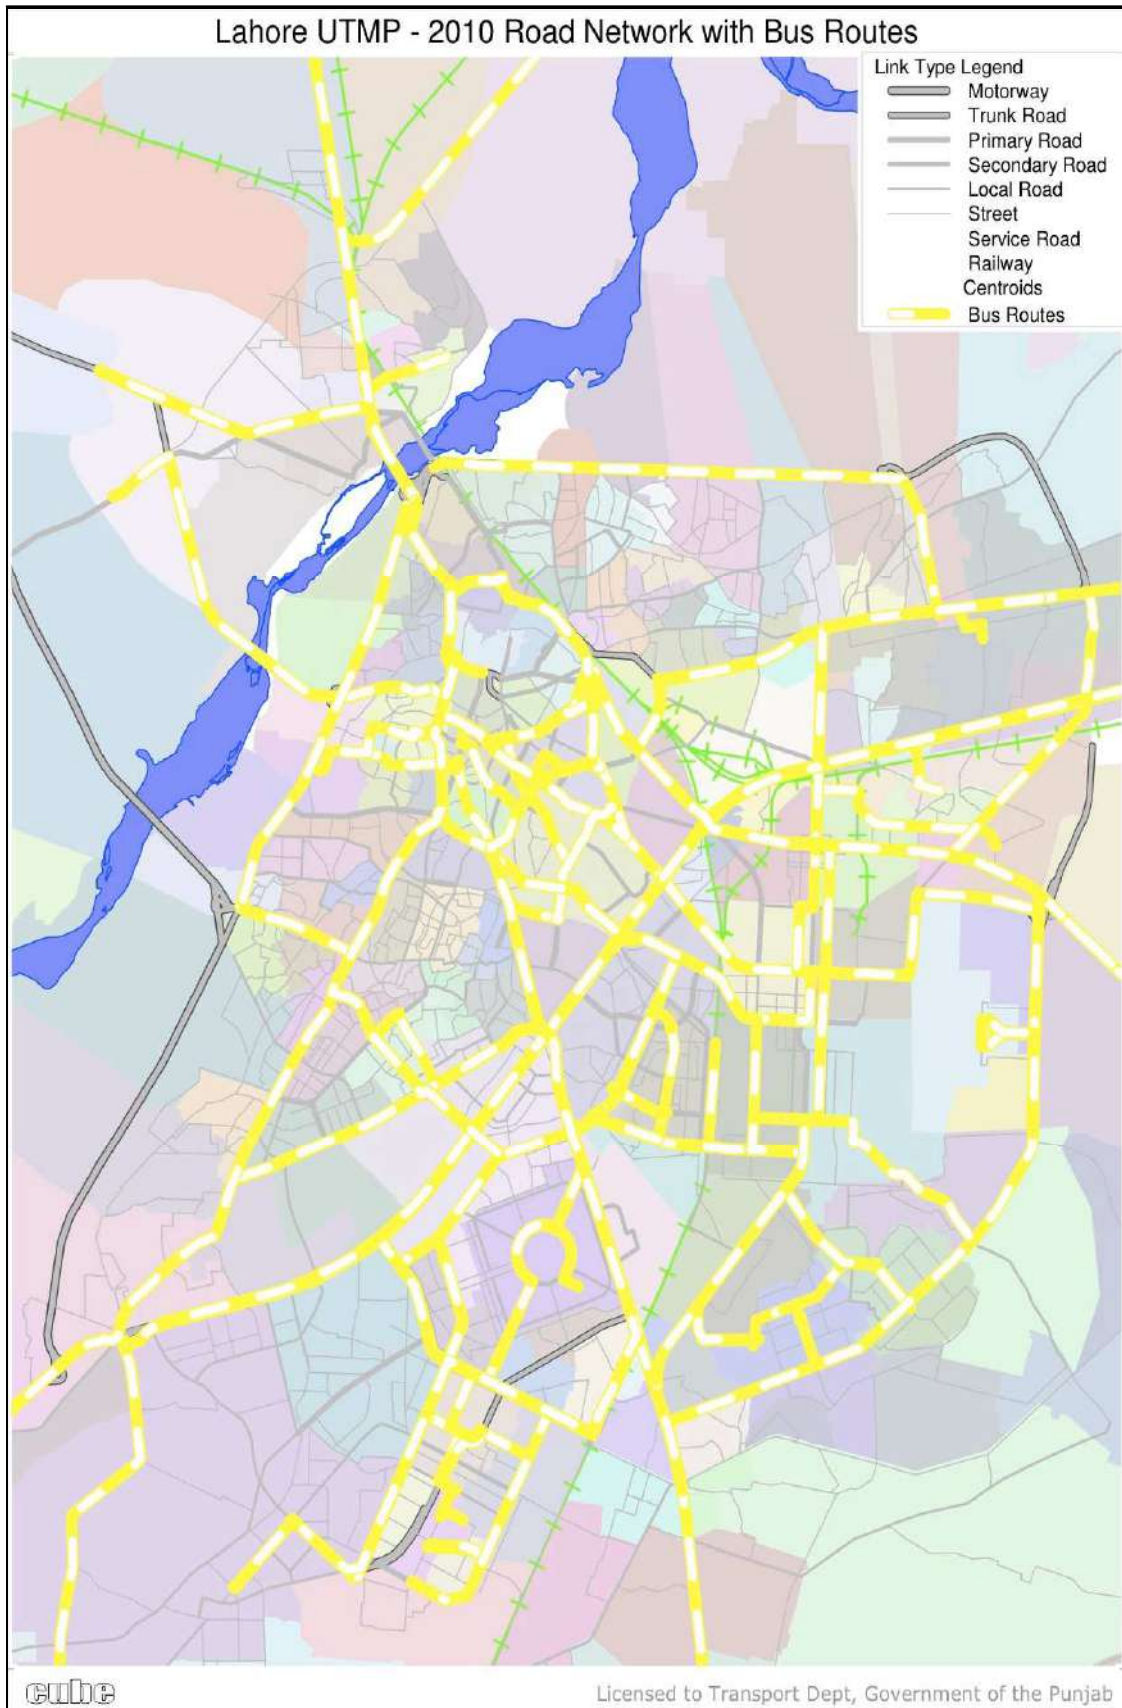 Lahore UTMP - 2010 Road Network with Bus Routes
Link Type Legend
Motorway
Trunk Road
Primary Road
Secondary Road
Local Road
Street
Service Road
Railway
Centroids
Bus Routes
cube
Licensed to Transport Dept, Government of the Punjab